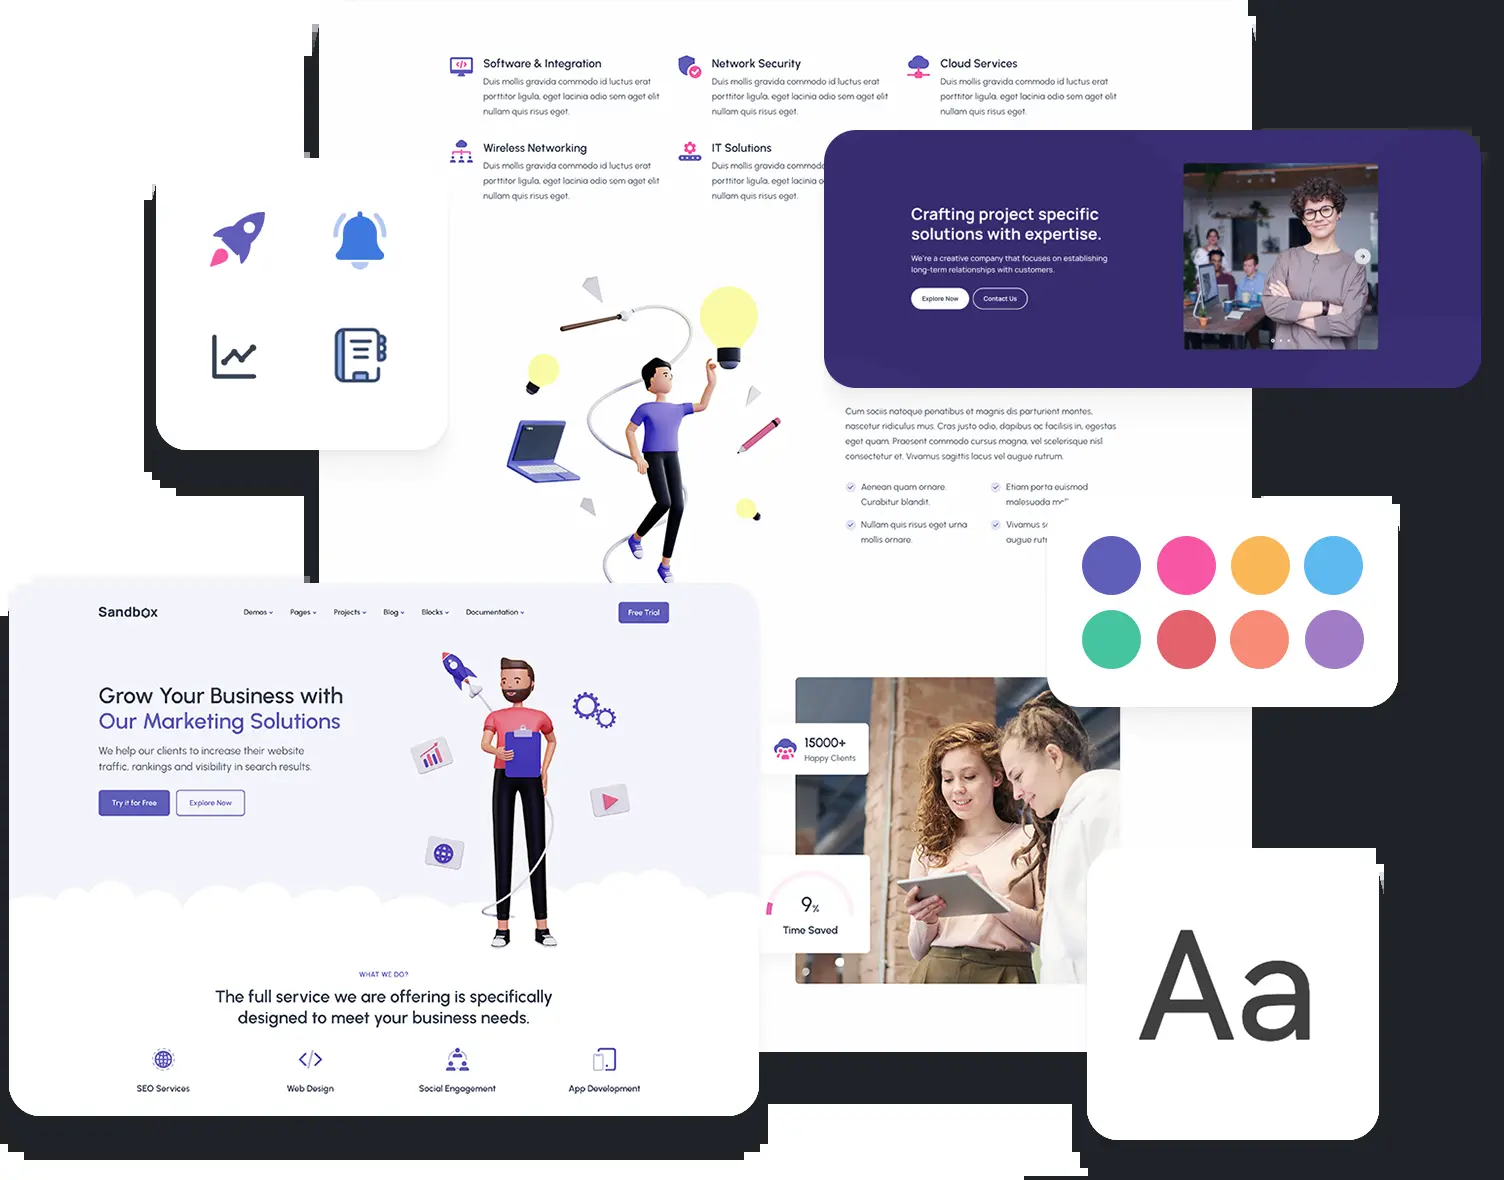 Software & Integration
Duis mollis gravida commodo id luctus erat
porttitor ligula, eget lacinia odio sem aget elit
nullam quis risus eget.
Network Security
Duis mollis gravida commodo id luctus erat
porttitor ligula, eget lacinia odio sem aget elit
nullam quis risus eget.
Cloud Services
Duis mollis gravida commodo id luctus erat
porttitor ligula, eget lacinia odio sem aget elit
nullam quis risus eget.
Wireless Networking
Duis mollis gravida commodo id luctus erat
porttitor ligula, eget lacinia odio sem aget elit
nullam quis risus eget.
IT Solutions
Duis mollis gravida commodo
porttitor ligula, eget lacinia o
nullam quis risus eget.
Crafting project specific
solutions with expertise.
We're a creative company that focuses on establishing
long-term relationships with customers.
Explore Now
Contact Us
Cum sociis natoque penatibus et magnis dis parturient montes,
nascetur ridiculus mus. Cras justo odio, dapibus ac facilisis in, egestas
eget quam. Praesent commodo cursus magna, vel scelerisque nisl
consectetur et. Vivamus sagittis lacus vel augue rutrum.
Aenean quam ornare.
Curabitur blandit.
Etiam porta euismod
malesuada
Nullam quis risus eget urna
mollis ornare.
Vivamus
augue
Sandbox
Demos
Pages
Projects
Blog
Blocks
Documentation
Free Trial
Grow Your Business with
Our Marketing Solutions
We help our clients to increase their website
traffic, rankings and visibility in search results.
Try it for Free
Explore Now
15000+
Happy Clients
9%
Time Saved
Aa
WHAT WE DO?
The full service we are offering is specifically
designed to meet your business needs.
SEO Services
Web Design
Social Engagement
App Development